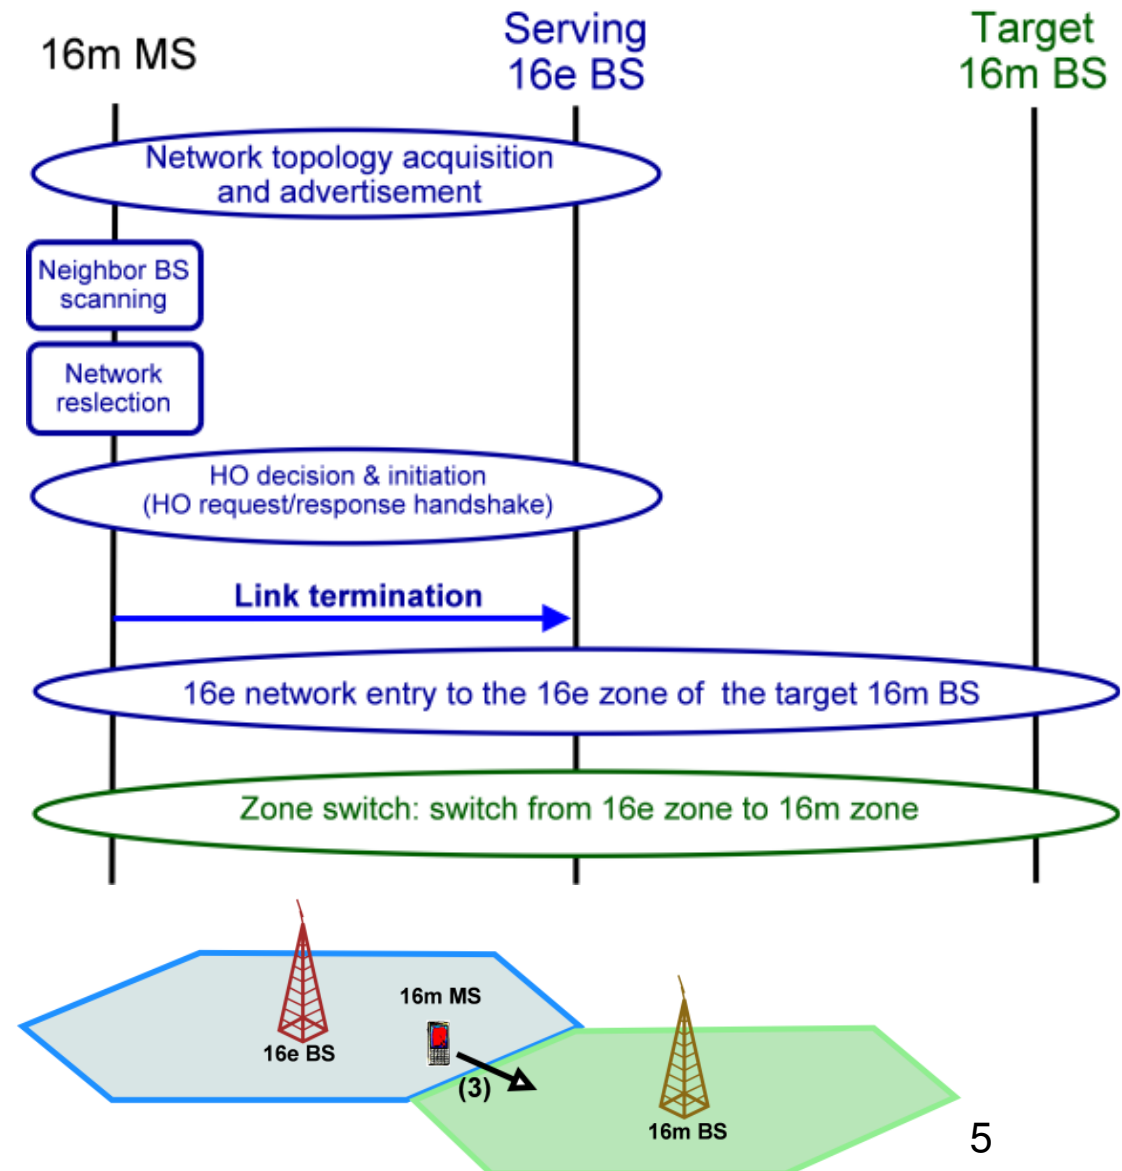 16m MS
Serving
16e BS
Target
16m BS
Network topology acquisition
and advertisement
Neighbor BS
scanning
Network
reslection
HO decision & initiation
(HO request/response handshake)
Link termination
16e network entry to the 16e zone of the target 16m BS
Zone switch: switch from 16e zone to 16m zone
16m MS
16e BS
(3)
16m BS
5